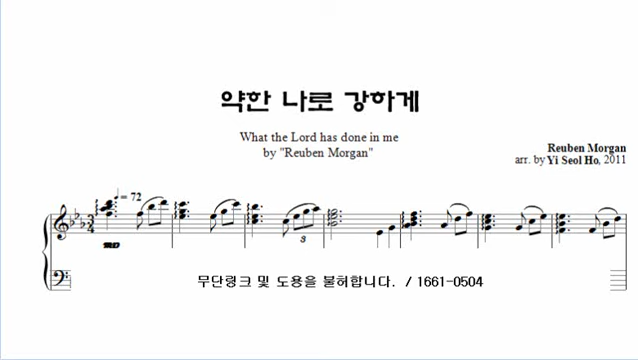 약한 나로 강하게
What the Lord has done in me
by "Reuben Morgan"
Reuben Morgan
arr. by Yi Seol Ho, 2011
♩ = 72
3
무단링크 및 도용을 불허합니다. / 1661-0504